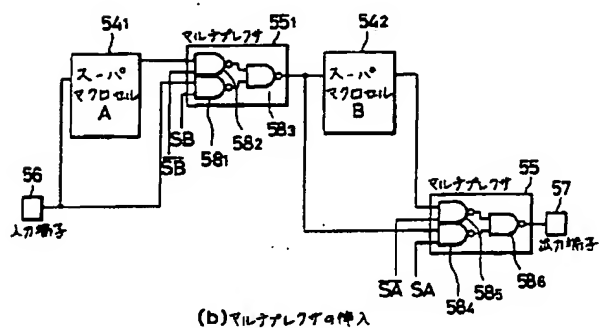 54₁
スーパ
マクロセル
A
マルチプレクサ
55₁
58₃
58₂
58₁
S̅B̅
SB
54₂
スーパ
マクロセル
B
56
入力端子
マルチプレクサ
55
57
出力端子
58₆
58₅
58₄
S̅A̅
SA
(b)マルチプレクサの挿入